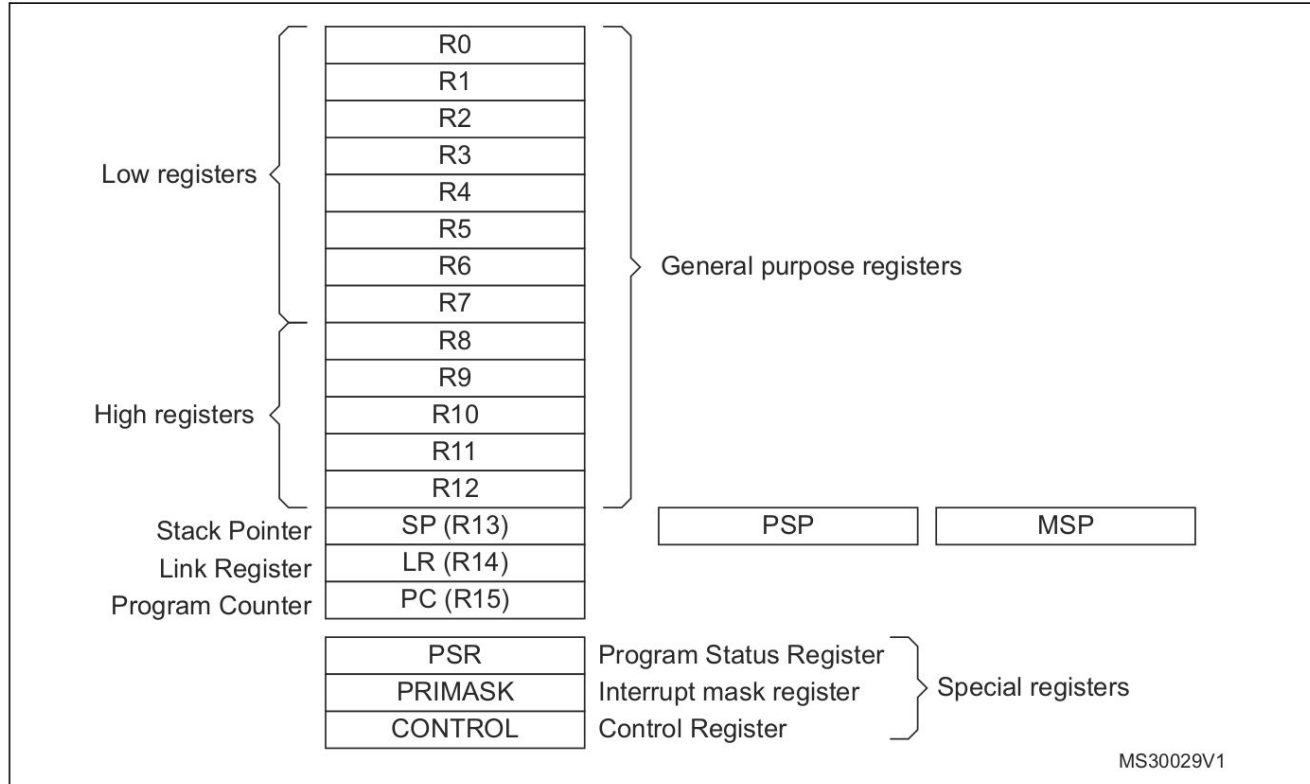 R0
R1
R2
Low registers
R3
R4
R5
R6
General purpose registers
R7
R8
R9
High registers
R10
R11
R12
Stack Pointer SP (R13) PSP MSP
Link Register LR (R14)
Program Counter PC (R15)
PSR Program Status Register
PRIMASK Interrupt mask register Special registers
CONTROL Control Register
MS30029V1